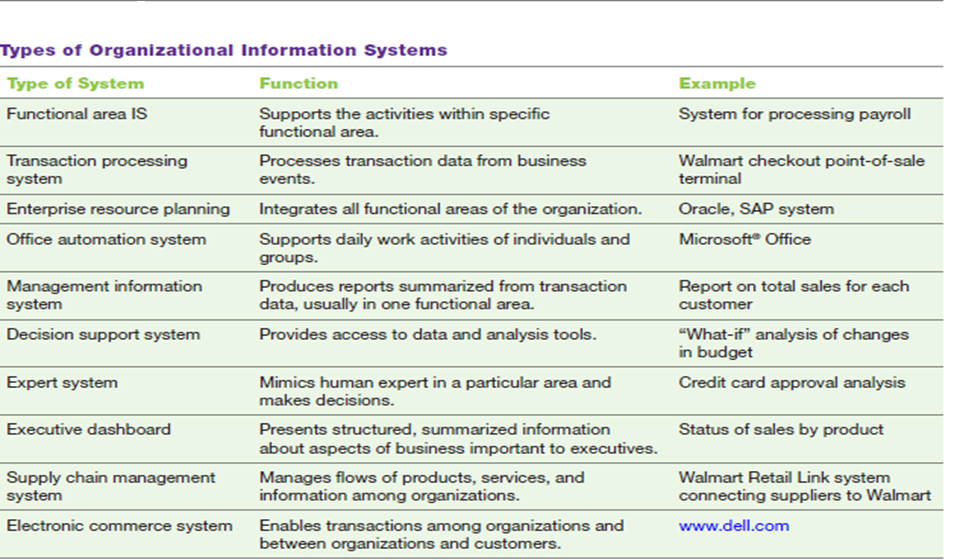 Types of Organizational Information Systems
Type of System Function Example
Functional area IS Supports the activities within specific System for processing payroll
functional area.
Transaction processing Processes transaction data from business Walmart checkout point-of-sale
system events. terminal
Enterprise resource planning Integrates all functional areas of the organization. Oracle, SAP system
Office automation system Supports daily work activities of individuals and Microsoft® Office
groups.
Management information Produces reports summarized from transaction Report on total sales for each
system data, usually in one functional area. customer
Decision support system Provides access to data and analysis tools. “What-if” analysis of changes
in budget
Expert system Mimics human expert in a particular area and Credit card approval analysis
makes decisions.
Executive dashboard Presents structured, summarized information Status of sales by product
about aspects of business important to executives.
Supply chain management Manages flows of products, services, and Walmart Retail Link system
system information among organizations. connecting suppliers to Walmart
Electronic commerce system Enables transactions among organizations and www.dell.com
between organizations and customers.